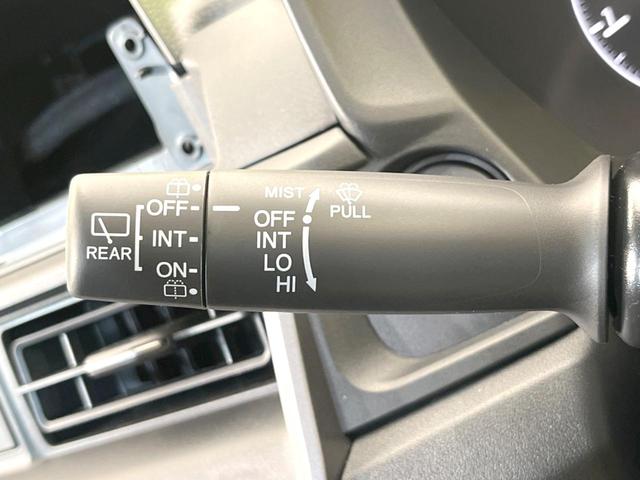 REAR
OFF
INT
ON
MIST
OFF
INT
LO
HI
PULL